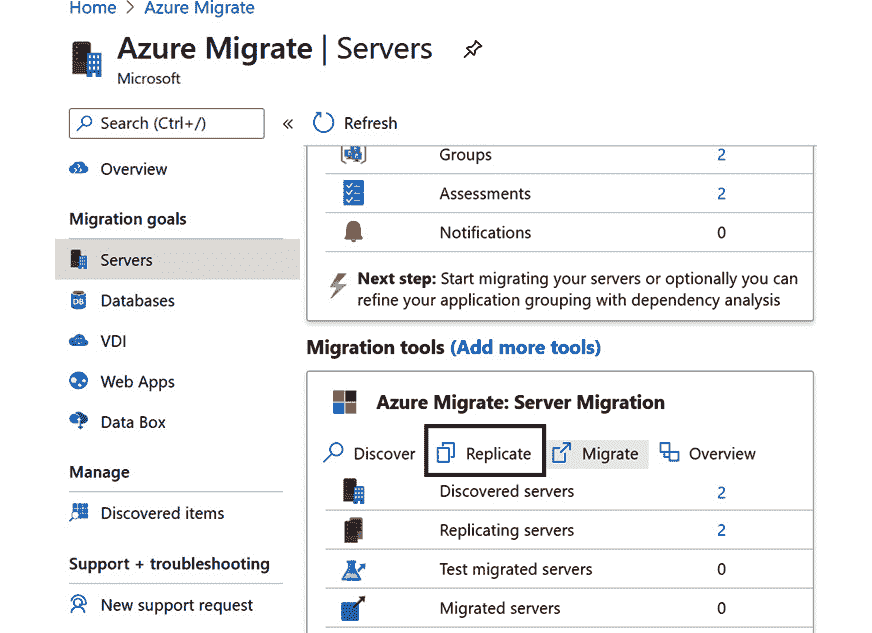 Home > Azure Migrate
Azure Migrate | Servers
Microsoft
Search (Ctrl+/)
«
Refresh
Overview
Migration goals
Servers
Databases
VDI
Web Apps
Data Box
Manage
Discovered items
Support + troubleshooting
New support request
Groups 2
Assessments 2
Notifications 0
Next step: Start migrating your servers or optionally you can
refine your application grouping with dependency analysis
Migration tools (Add more tools)
Azure Migrate: Server Migration
Discover Replicate Migrate Overview
Discovered servers 2
Replicating servers 2
Test migrated servers 0
Migrated servers 0